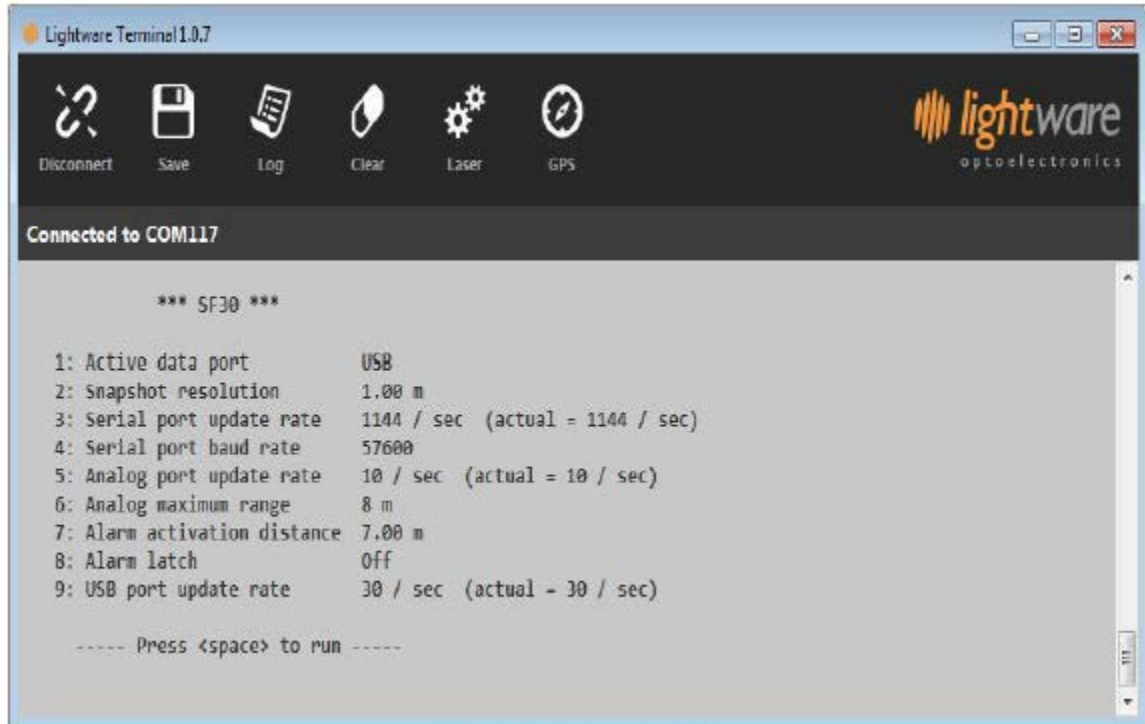 Lightware Terminal 1.0.7
Disconnect Save Log Clear Laser GPS
lightware
optoelectronics
Connected to COM117
*** SF30 ***
1: Active data port USB
2: Snapshot resolution 1.00 m
3: Serial port update rate 1144 / sec (actual = 1144 / sec)
4: Serial port baud rate 57600
5: Analog port update rate 10 / sec (actual = 10 / sec)
6: Analog maximum range 8 m
7: Alarm activation distance 7.00 m
8: Alarm latch Off
9: USB port update rate 30 / sec (actual = 30 / sec)
----- Press <space> to run -----